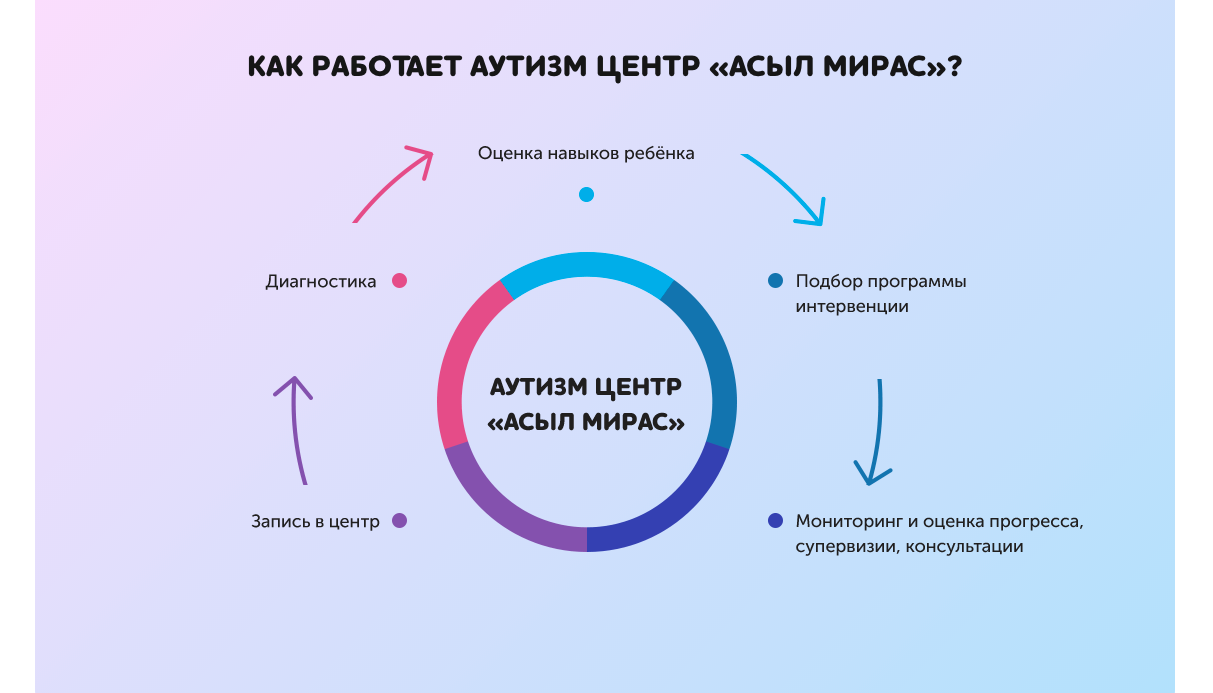 КАК РАБОТАЕТ АУТИЗМ ЦЕНТР «АСЫЛ МИРАС»?
Оценка навыков ребёнка
Диагностика
Подбор программы
интервенции
АУТИЗМ ЦЕНТР
«АСЫЛ МИРАС»
Запись в центр
Мониторинг и оценка прогресса,
супервизии, консультации